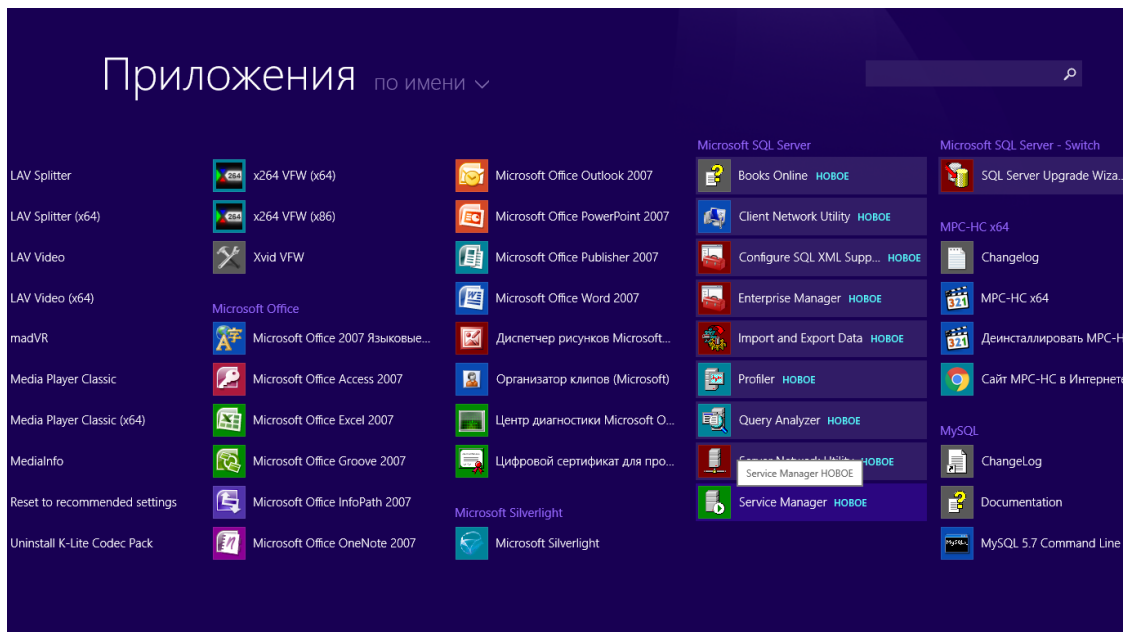 Приложения по имени
LAV Splitter
LAV Splitter (x64)
LAV Video
LAV Video (x64)
madVR
Media Player Classic
Media Player Classic (x64)
MediaInfo
Reset to recommended settings
Uninstall K-Lite Codec Pack
x264 VFW (x64)
x264 VFW (x86)
Xvid VFW
Microsoft Office
Microsoft Office 2007 Языковые...
Microsoft Office Access 2007
Microsoft Office Excel 2007
Microsoft Office Groove 2007
Microsoft Office InfoPath 2007
Microsoft Office OneNote 2007
Microsoft Office Outlook 2007
Microsoft Office PowerPoint 2007
Microsoft Office Publisher 2007
Microsoft Office Word 2007
Диспетчер рисунков Microsoft...
Организатор клипов (Microsoft)
Центр диагностики Microsoft O...
Цифровой сертификат для про...
Microsoft Silverlight
Microsoft Silverlight
Microsoft SQL Server
Books Online НОВОЕ
Client Network Utility НОВОЕ
Configure SQL XML Supp... НОВОЕ
Enterprise Manager НОВОЕ
Import and Export Data НОВОЕ
Profiler НОВОЕ
Query Analyzer НОВОЕ
Server Network Utility НОВОЕ
Service Manager НОВОЕ
Service Manager НОВОЕ
Microsoft SQL Server - Switch
SQL Server Upgrade Wiza...
MPC-HC x64
Changelog
MPC-HC x64
Деинсталлировать MPC-H
Сайт MPC-HC в Интернете
MySQL
ChangeLog
Documentation
MySQL 5.7 Command Line